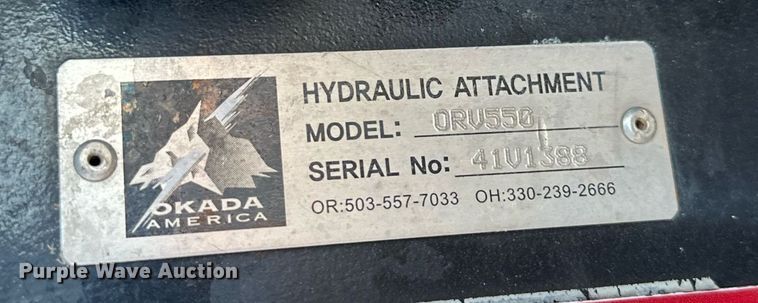 HYDRAULIC ATTACHMENT
MODEL: ORV550
SERIAL No: 41V1388
OR:503-557-7033 OH:330-239-2666
OKADA
AMERICA
Purple Wave Auction